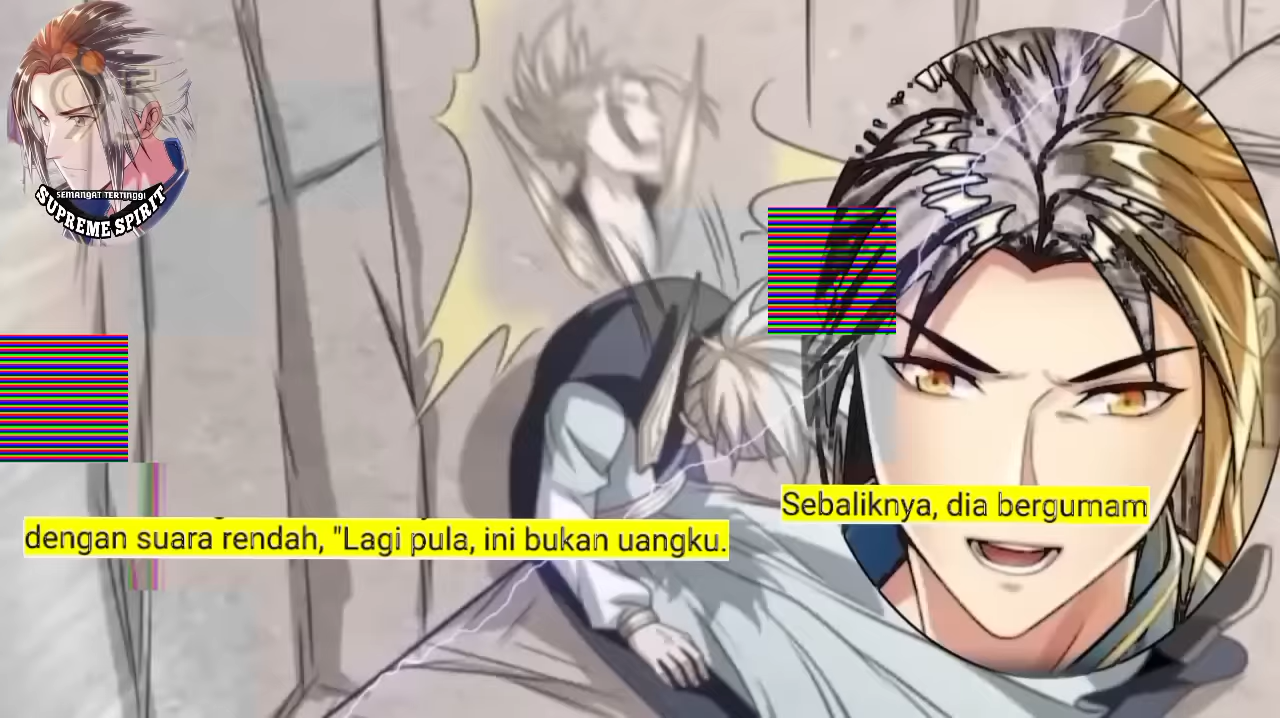 SEMANGAT TERTINGGI
SUPREME SPIRIT
Sebaliknya, dia bergumam
dengan suara rendah, "Lagi pula, ini bukan uangku.